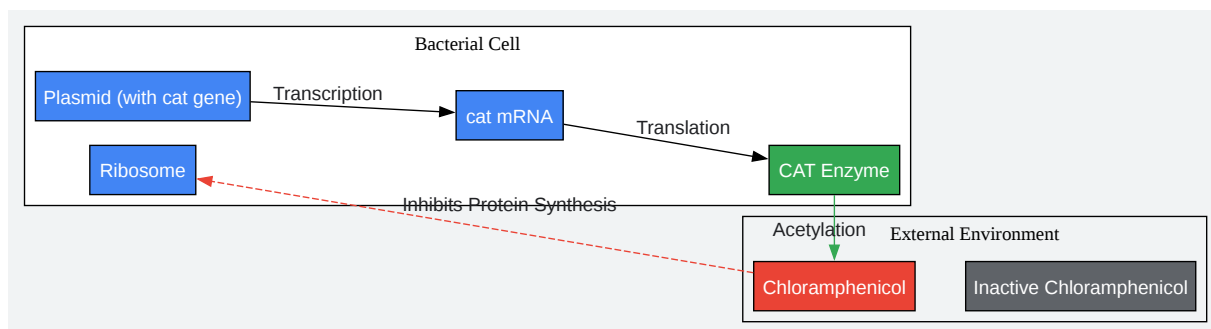 Bacterial Cell
Plasmid (with cat gene)
Transcription
cat mRNA
Translation
Ribosome
CAT Enzyme
Inhibits Protein Synthesis
Acetylation
External Environment
Chloramphenicol
Inactive Chloramphenicol